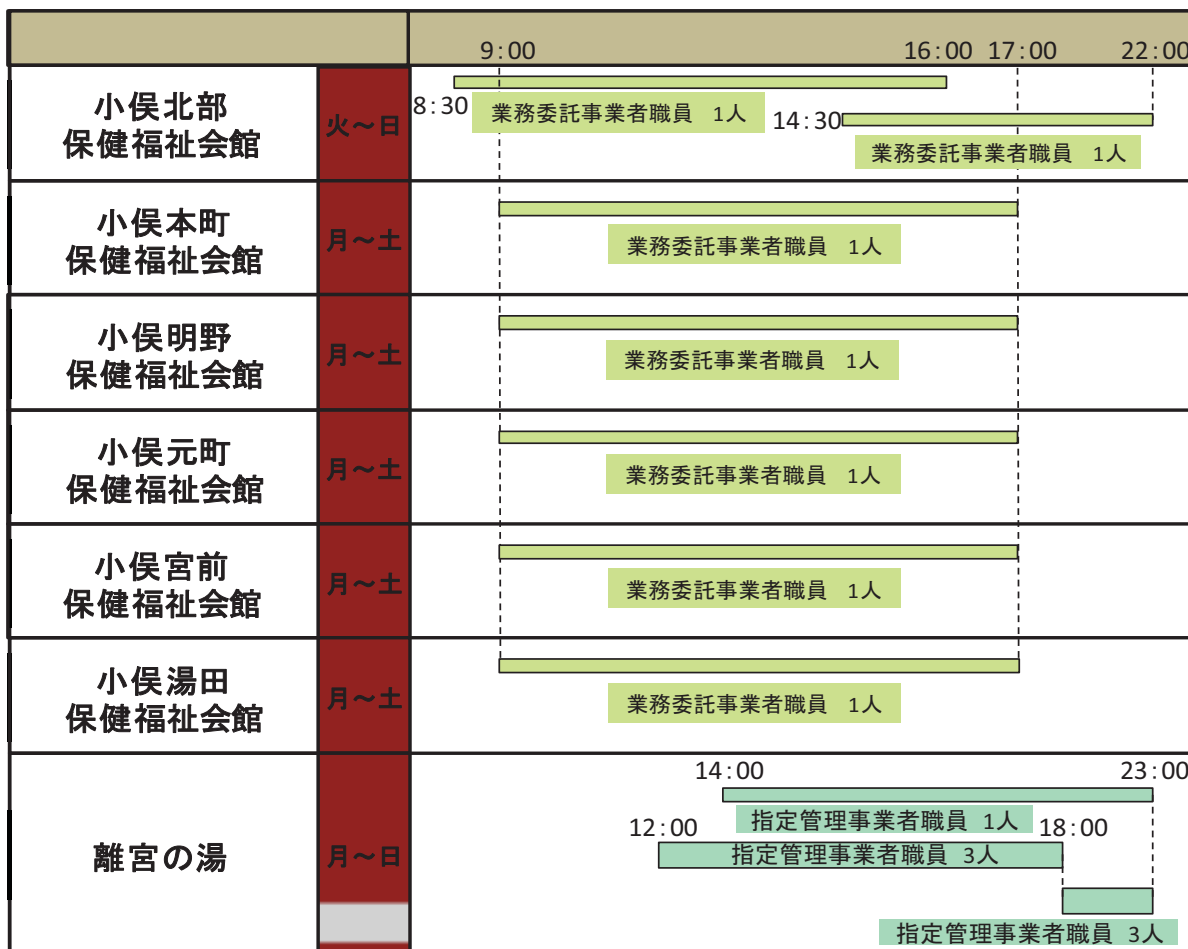 9:00 16:00 17:00 22:00
小俣北部
保健福祉会館
火～日
8:30
業務委託事業者職員 1人
14:30
業務委託事業者職員 1人
小俣本町
保健福祉会館
月～土
業務委託事業者職員 1人
小俣明野
保健福祉会館
月～土
業務委託事業者職員 1人
小俣元町
保健福祉会館
月～土
業務委託事業者職員 1人
小俣宮前
保健福祉会館
月～土
業務委託事業者職員 1人
小俣湯田
保健福祉会館
月～土
業務委託事業者職員 1人
離宮の湯
月～日
14:00 23:00
指定管理事業者職員 1人
12:00 18:00
指定管理事業者職員 3人
指定管理事業者職員 3人